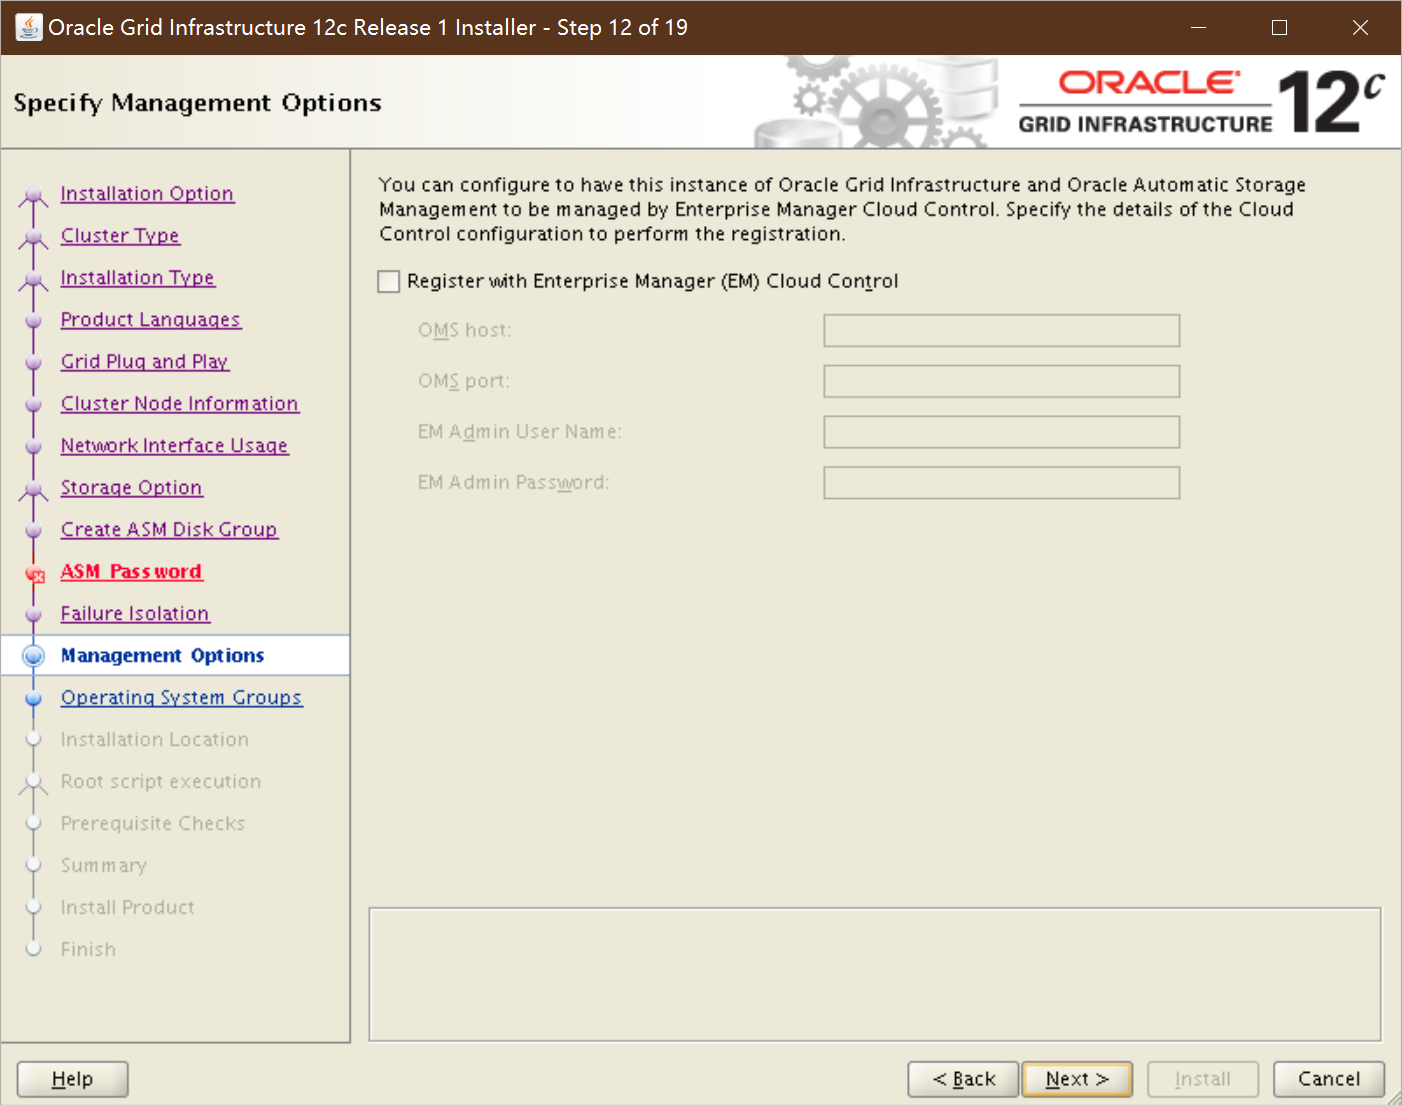 Oracle Grid Infrastructure 12c Release 1 Installer - Step 12 of 19
Specify Management Options
ORACLE
GRID INFRASTRUCTURE
12c
Installation Option
Cluster Type
Installation Type
Product Languages
Grid Plug and Play
Cluster Node Information
Network Interface Usage
Storage Option
Create ASM Disk Group
ASM Password
Failure Isolation
Management Options
Operating System Groups
Installation Location
Root script execution
Prerequisite Checks
Summary
Install Product
Finish
You can configure to have this instance of Oracle Grid Infrastructure and Oracle Automatic Storage
Management to be managed by Enterprise Manager Cloud Control. Specify the details of the Cloud
Control configuration to perform the registration.
Register with Enterprise Manager (EM) Cloud Control
OMS host:
OMS port:
EM Admin User Name:
EM Admin Password:
Help
< Back
Next >
Install
Cancel